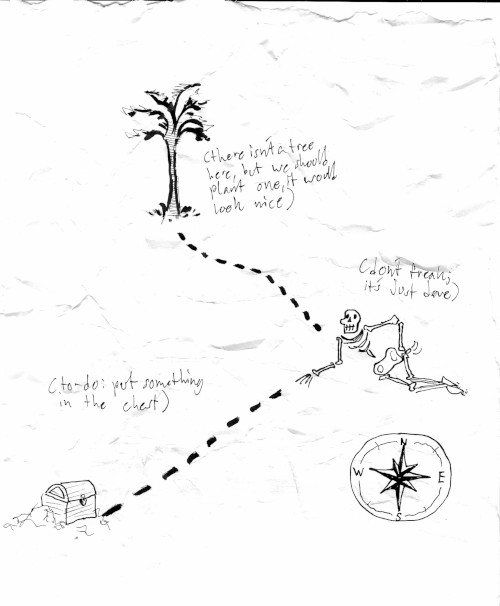 (there isn't a tree
here, but we should
plant one, it would
look nice)
(don't freak,
it's just Dave)
(to-do: put something
in the chest)
N
W
E
S